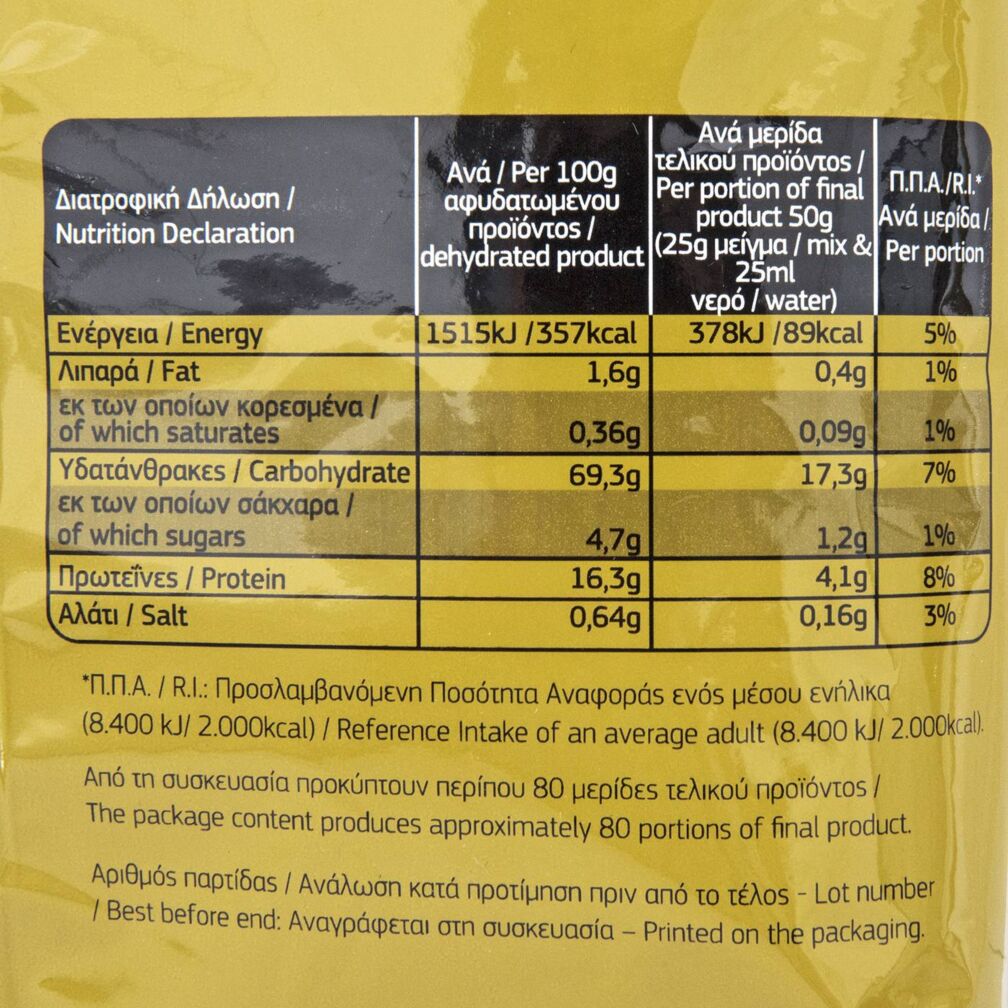 Διατροφική Δήλωση /
Nutrition Declaration
Ανά / Per 100g
αφυδατωμένου
προϊόντος /
dehydrated product
Ανά μερίδα
τελικού προϊόντος /
Per portion of final
product 50g
(25g μείγμα / mix &
25ml
νερό / water)
Π.Π.Α./R.I.*
Ανά μερίδα /
Per portion
Ενέργεια / Energy 1515kJ /357kcal 378kJ /89kcal 5%
Λιπαρά / Fat 1,6g 0,4g 1%
εκ των οποίων κορεσμένα /
of which saturates 0,36g 0,09g 1%
Υδατάνθρακες / Carbohydrate 69,3g 17,3g 7%
εκ των οποίων σάκχαρα /
of which sugars 4,7g 1,2g 1%
Πρωτεΐνες / Protein 16,3g 4,1g 8%
Αλάτι / Salt 0,64g 0,16g 3%
*Π.Π.Α. / R.I.: Προσλαμβανόμενη Ποσότητα Αναφοράς ενός μέσου ενήλικα
(8.400 kJ/ 2.000kcal) / Reference Intake of an average adult (8.400 kJ/ 2.000kcal).
Από τη συσκευασία προκύπτουν περίπου 80 μερίδες τελικού προϊόντος /
The package content produces approximately 80 portions of final product.
Αριθμός παρτίδας / Ανάλωση κατά προτίμηση πριν από το τέλος - Lot number
/ Best before end: Αναγράφεται στη συσκευασία – Printed on the packaging.